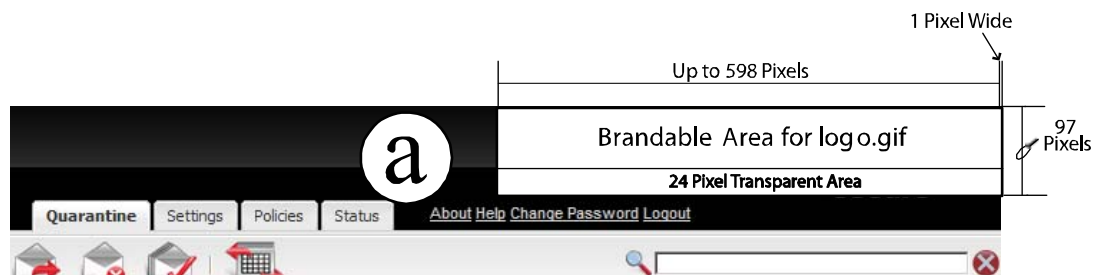 1 Pixel Wide
Up to 598 Pixels
Brandable Area for logo.gif
97
Pixels
a
24 Pixel Transparent Area
Quarantine Settings Policies Status About Help Change Password Logout